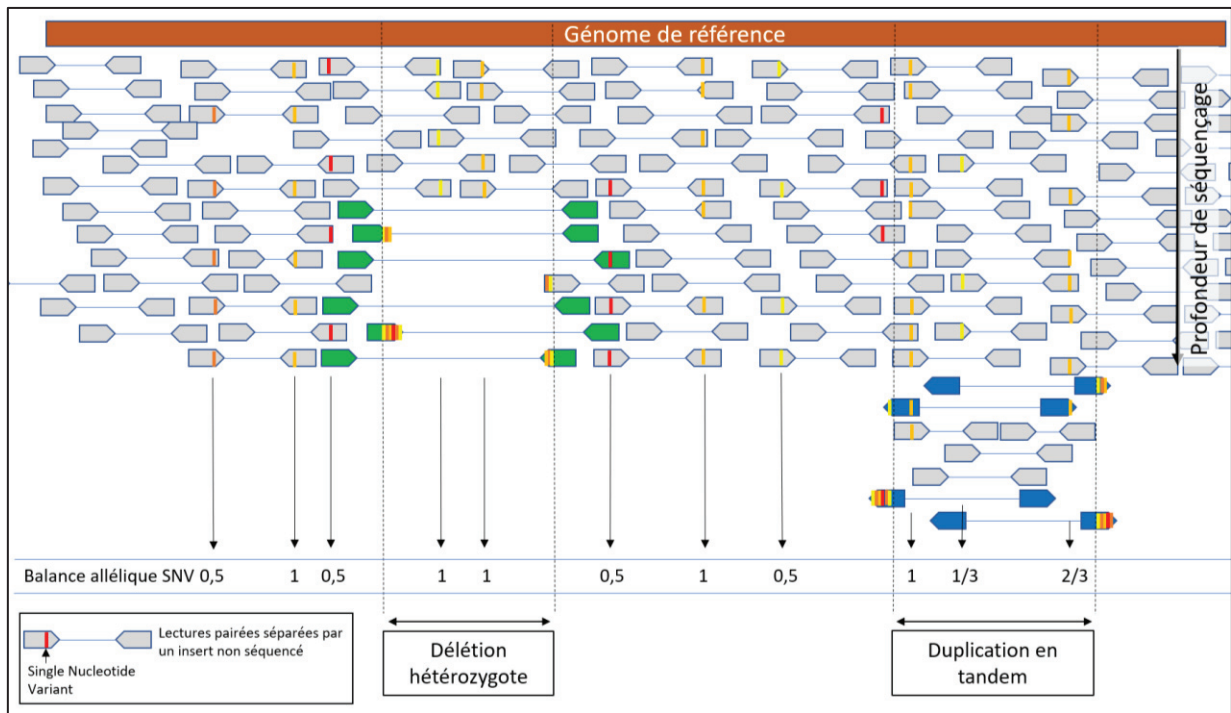 Génome de référence
Profondeur de séquençage
Balance allélique SNV 0,5 1 0,5 1 1 0,5 1 0,5 1 1/3 2/3
Lectures pairées séparées par
un insert non séquencé
Single Nucleotide
Variant
Délétion
hétérozygote
Duplication en
tandem